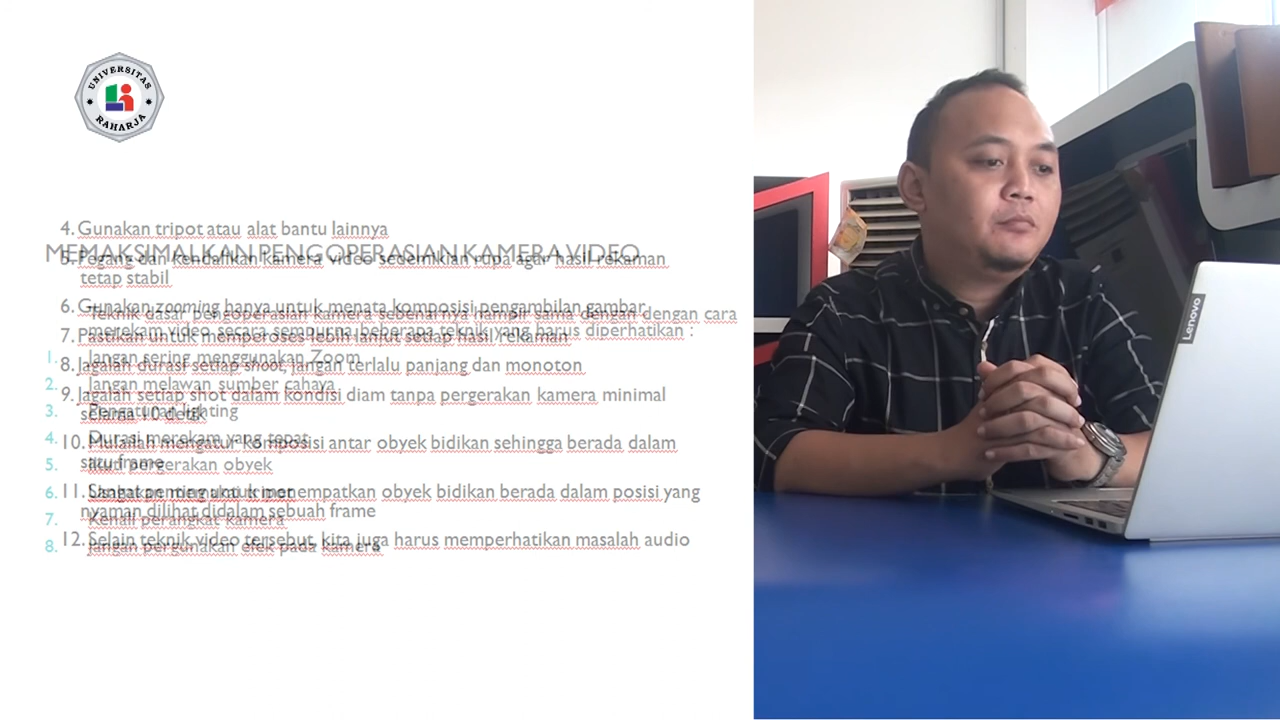 UNIVERSITAS
RAHARJA
4. Gunakan tripot atau alat bantu lainnya
MEMAKSIMALKAN PENGOPERASIAN KAMERA VIDEO
5. Pegang dan kendalikan kamera video sedemikian rupa agar hasil rekaman
tetap stabil
6. Gunakan zooming hanya untuk menata komposisi pengambilan gambar
Teknik dasar pengoperasian kamera sebenarnya hampir sama dengan dengan cara
merekam video secara sempurna beberapa teknik yang harus diperhatikan :
7. Pastikan untuk memperoses lebih lanjut setiap hasil rekaman
1. Jangan sering menggunakan Zoom
8. Jagalah durasi setiap shoot, jangan terlalu panjang dan monoton
2. Jangan melawan sumber cahaya
9. Jagalah setiap shot dalam kondisi diam tanpa pergerakan kamera minimal
3. Pengaturan lighting
selama 10 detik
4. Durasi merekam yang tepat
10. Mulailah mengatur komposisi antar obyek bidikan sehingga berada dalam
satu frame
5. Ikuti pergerakan obyek
11. Sangat penting untuk menempatkan obyek bidikan berada dalam posisi yang
6.
nyaman dilihat didalam sebuah frame
7. Kenali perangkat kamera
12. Selain teknik video tersebut, kita juga harus memperhatikan masalah audio
8. Jangan pergunakan efek pada kamera
Lenovo